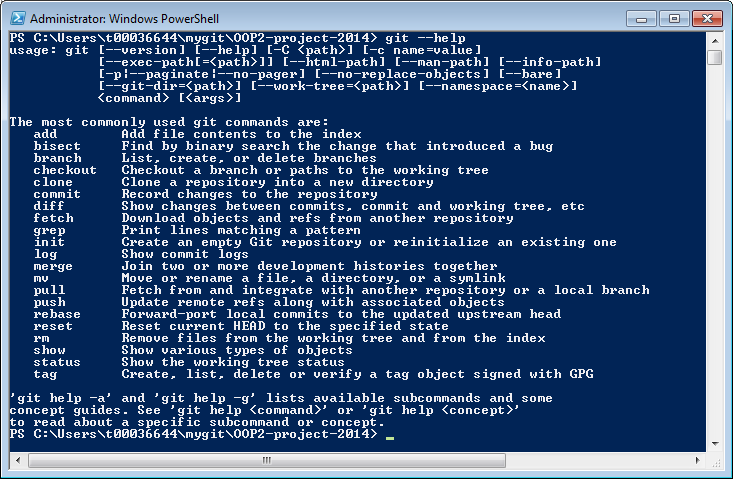 Administrator: Windows PowerShell
PS C:\Users\t00036644\mygit\OOP2-project-2014> git --help
usage: git [--version] [--help] [-C <path>] [-c name=value]
           [--exec-path[=<path>]] [--html-path] [--man-path] [--info-path]
           [-p¦--paginate¦--no-pager] [--no-replace-objects] [--bare]
           [--git-dir=<path>] [--work-tree=<path>] [--namespace=<name>]
           <command> [<args>]

The most commonly used git commands are:
   add        Add file contents to the index
   bisect     Find by binary search the change that introduced a bug
   branch     List, create, or delete branches
   checkout   Checkout a branch or paths to the working tree
   clone      Clone a repository into a new directory
   commit     Record changes to the repository
   diff       Show changes between commits, commit and working tree, etc
   fetch      Download objects and refs from another repository
   grep       Print lines matching a pattern
   init       Create an empty Git repository or reinitialize an existing one
   log        Show commit logs
   merge      Join two or more development histories together
   mv         Move or rename a file, a directory, or a symlink
   pull       Fetch from and integrate with another repository or a local branch
   push       Update remote refs along with associated objects
   rebase     Forward-port local commits to the updated upstream head
   reset      Reset current HEAD to the specified state
   rm         Remove files from the working tree and from the index
   show       Show various types of objects
   status     Show the working tree status
   tag        Create, list, delete or verify a tag object signed with GPG

'git help -a' and 'git help -g' lists available subcommands and some
concept guides. See 'git help <command>' or 'git help <concept>'
to read about a specific subcommand or concept.
PS C:\Users\t00036644\mygit\OOP2-project-2014> _